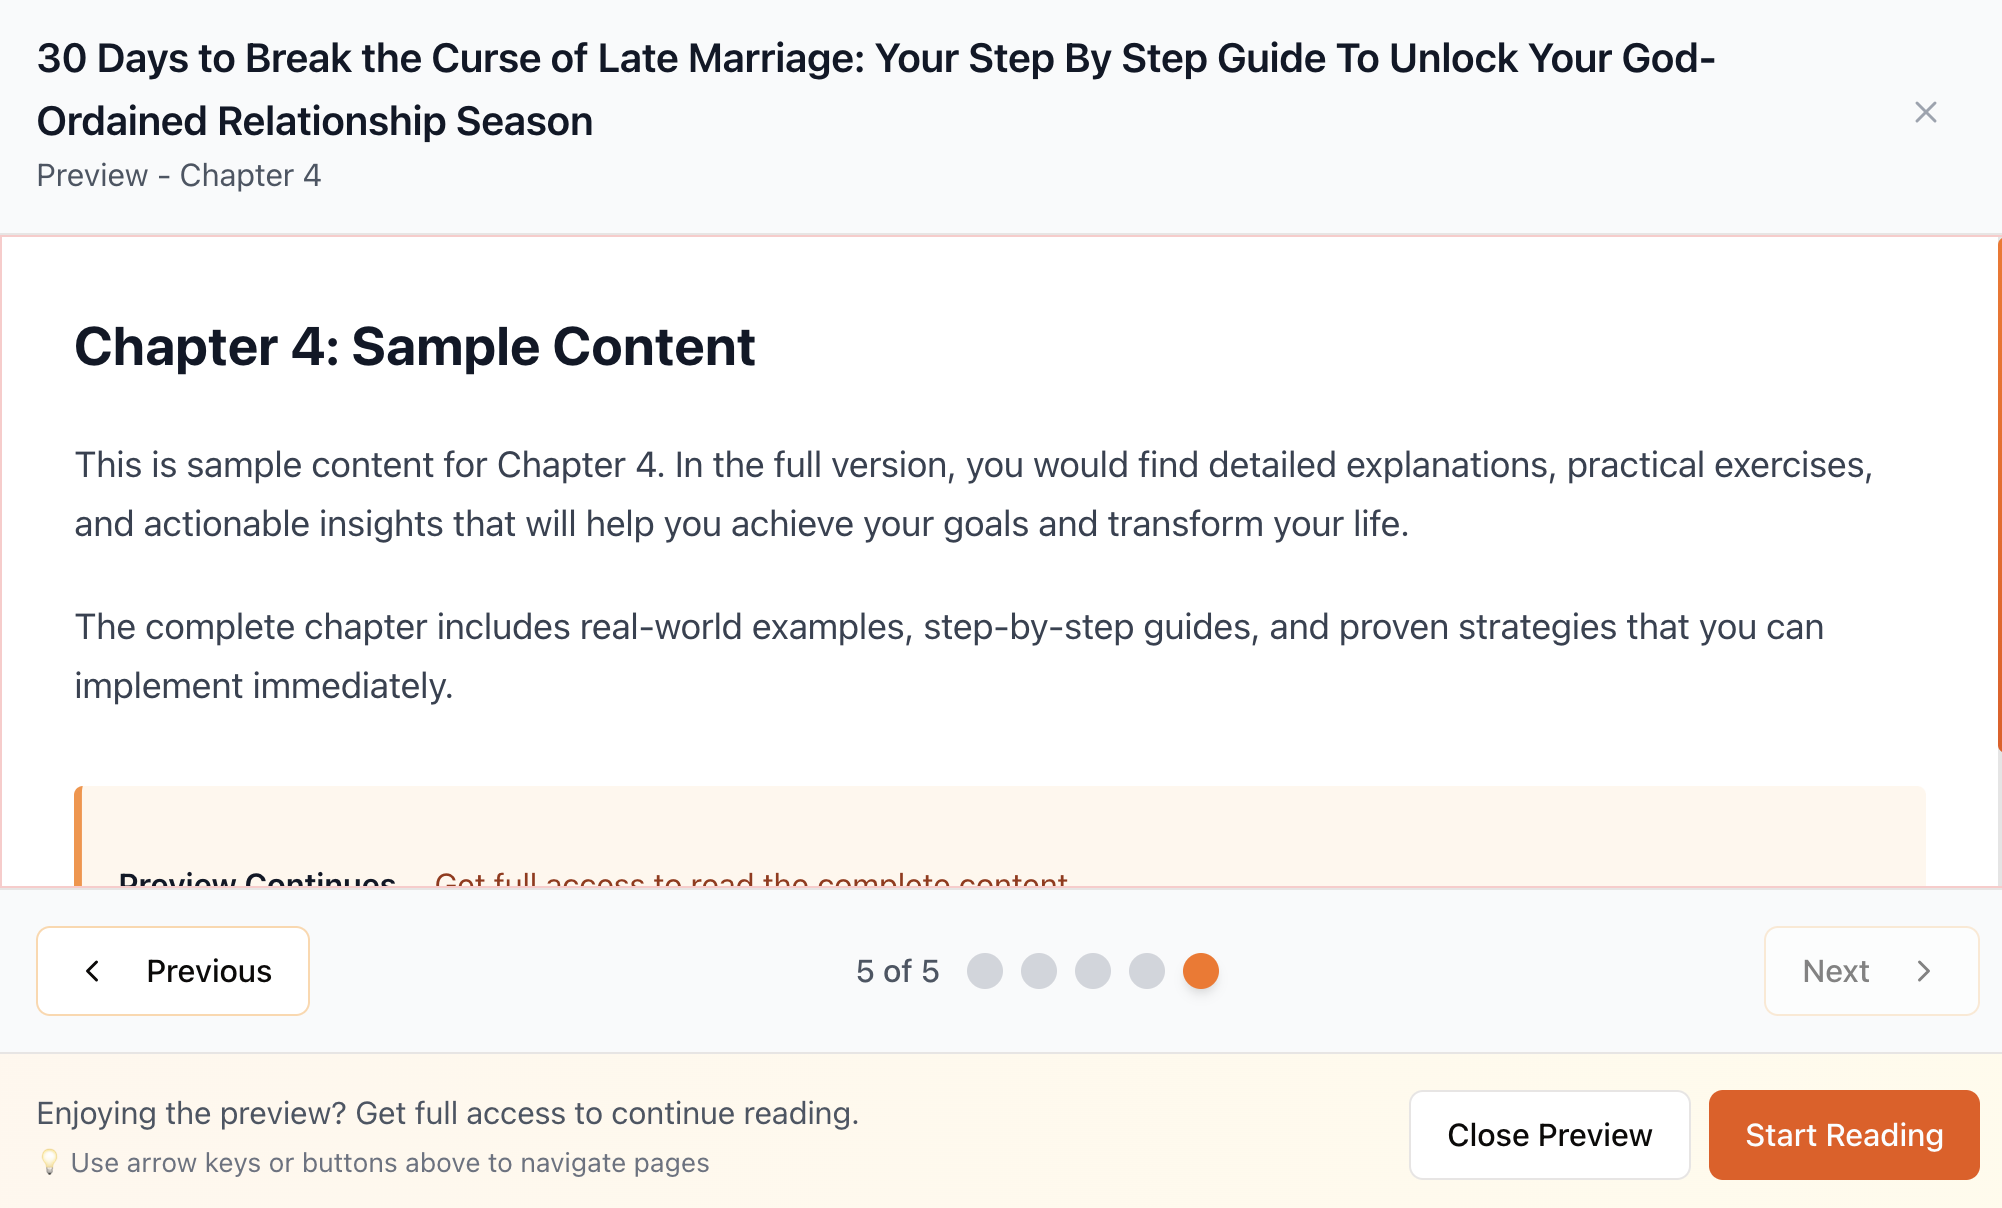 30 Days to Break the Curse of Late Marriage: Your Step By Step Guide To Unlock Your God-
Ordained Relationship Season
Preview - Chapter 4
Chapter 4: Sample Content
This is sample content for Chapter 4. In the full version, you would find detailed explanations, practical exercises,
and actionable insights that will help you achieve your goals and transform your life.
The complete chapter includes real-world examples, step-by-step guides, and proven strategies that you can
implement immediately.
Preview Continues Get full access to read the complete content
Previous
5 of 5
Next
Enjoying the preview? Get full access to continue reading.
💡 Use arrow keys or buttons above to navigate pages
Close Preview
Start Reading